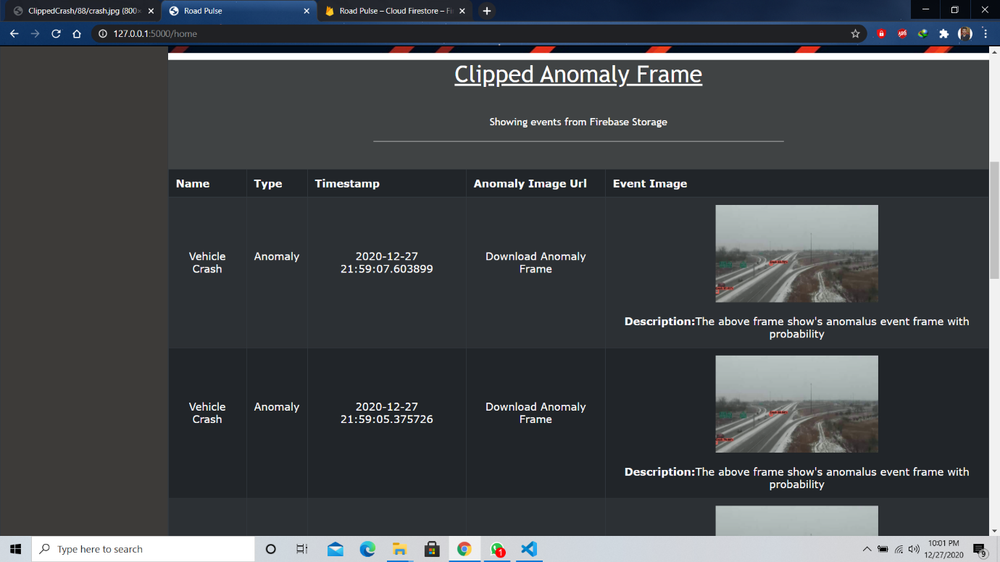 ClippedCrash/88/crash.jpg (800×
Road Pulse
Road Pulse – Cloud Firestore – Fi
127.0.0.1:5000/home
Clipped Anomaly Frame
Showing events from Firebase Storage
Name Type Timestamp Anomaly Image Url Event Image
Vehicle Crash
Anomaly
2020-12-27
21:59:07.603899
Download Anomaly
Frame
Description:The above frame show's anomalus event frame with
probability
Vehicle Crash
Anomaly
2020-12-27
21:59:05.375726
Download Anomaly
Frame
Description:The above frame show's anomalus event frame with
probability
Type here to search
1
10:01 PM
12/27/2020
9